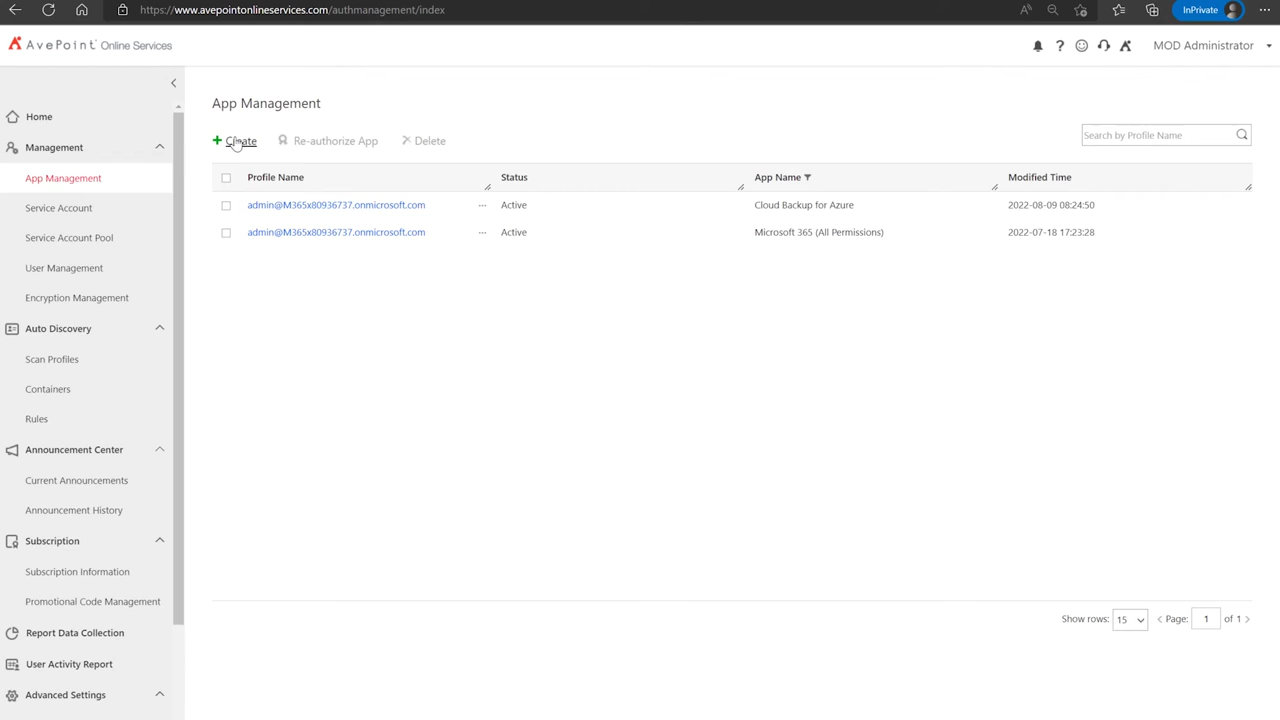 www.avepointonlineservices.com/authmanagement/index
InPrivate
AvePoint Online Services
MOD Administrator
Home
Management
App Management
Service Account
Service Account Pool
User Management
Encryption Management
Auto Discovery
Scan Profiles
Containers
Rules
Announcement Center
Current Announcements
Announcement History
Subscription
Subscription Information
Promotional Code Management
Report Data Collection
User Activity Report
Advanced Settings
App Management
+ Create Re-authorize App Delete
Search by Profile Name
Profile Name Status App Name Modified Time
admin@M365x80936737.onmicrosoft.com ... Active Cloud Backup for Azure 2022-08-09 08:24:50
admin@M365x80936737.onmicrosoft.com ... Active Microsoft 365 (All Permissions) 2022-07-18 17:23:28
Show rows: 15 < Page: 1 of 1 >